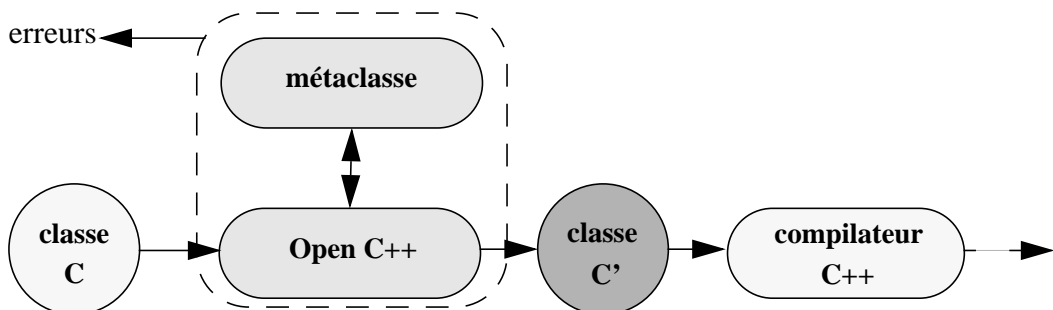 erreurs
métaclasse
classe
C
Open C++
classe
C’
compilateur
C++